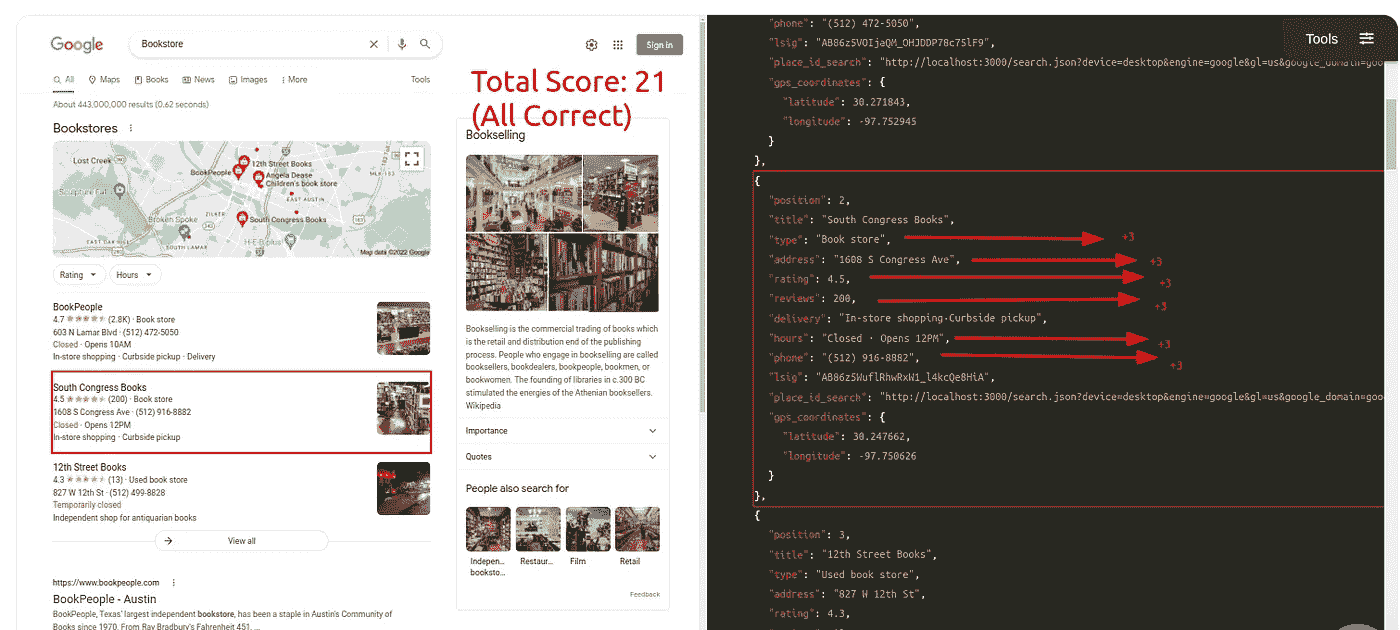 Google
Bookstore
Sign in
All
Maps
Books
News
Images
More
Tools
About 443,000,000 results (0.62 seconds)
Total Score: 21
(All Correct)
Bookstores
Lost Creek
12th Street Books
BookPeople
Angela Dease
Children's book store
MLK-183
EAST AUSTIN
Broken Spoke
ZILKER
South Congress Books
SOUTH LAMAR
H-E-B plus
Map data ©2022 Google
Rating
Hours
BookPeople
4.7 (2.8K) · Book store
603 N Lamar Blvd · (512) 472-5050
Closed · Opens 10AM
In-store shopping · Curbside pickup · Delivery
South Congress Books
4.5 (200) · Book store
1608 S Congress Ave · (512) 916-8882
Closed · Opens 12PM
In-store shopping · Curbside pickup
12th Street Books
4.3 (13) · Used book store
827 W 12th St · (512) 499-8828
Temporarily closed
Independent shop for antiquarian books
View all
https://www.bookpeople.com
BookPeople - Austin
BookPeople, Texas' largest independent bookstore, has been a staple in Austin's Community of
Books since 1970. From Ray Bradbury's Fahrenheit 451, ...
Bookselling
Bookselling is the commercial trading of books which
is the retail and distribution end of the publishing
process. People who engage in bookselling are called
booksellers, bookdealers, bookpeople, bookmen, or
bookwomen. The founding of libraries in c.300 BC
stimulated the energies of the Athenian booksellers.
Wikipedia
Importance
Quotes
People also search for
Indepen...
booksto...
Restaur...
Film
Retail
Feedback
Tools
"phone": "(512) 472-5050",
"lsig": "AB86z5VOIjaQM_OHJDDP78c75lF9",
"place_id_search": "http://localhost:3000/search.json?device=desktop&engine=google&gl=us&google_domain=goo
"gps_coordinates": {
"latitude": 30.271843,
"longitude": -97.752945
}
},
{
"position": 2,
"title": "South Congress Books",
"type": "Book store", +3
"address": "1608 S Congress Ave", +3
"rating": 4.5, +3
"reviews": 200, +3
"delivery": "In-store shopping·Curbside pickup",
"hours": "Closed · Opens 12PM", +3
"phone": "(512) 916-8882", +3
"lsig": "AB86z5WuflRhwRxW1_l4kcQe8HiA",
"place_id_search": "http://localhost:3000/search.json?device=desktop&engine=google&gl=us&google_domain=goo
"gps_coordinates": {
"latitude": 30.247662,
"longitude": -97.750626
}
},
{
"position": 3,
"title": "12th Street Books",
"type": "Used book store",
"address": "827 W 12th St",
"rating": 4.3,